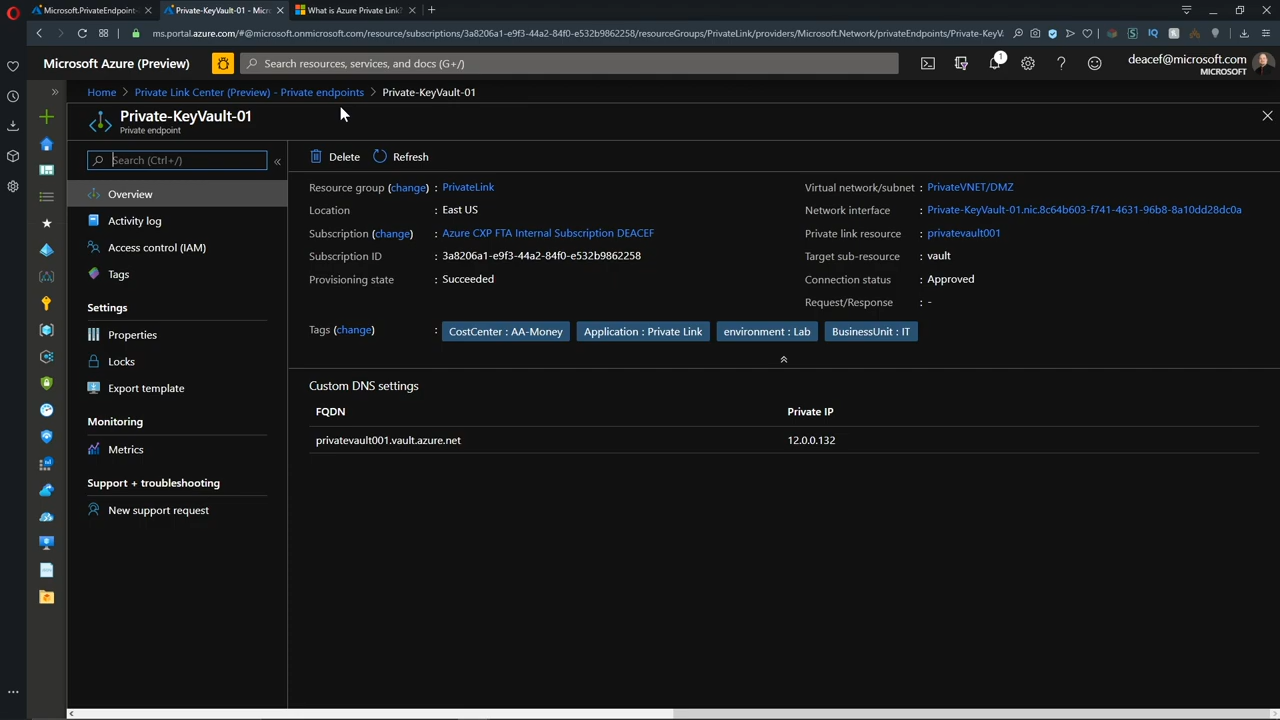 Microsoft.PrivateEndpoint-
Private-KeyVault-01 - Micr
What is Azure Private Link?
ms.portal.azure.com/#@onmicrosoft.com/resource/subscriptions/3a8206a1-e9f3-44a2-84f0-e532b9862258/resourceGroups/PrivateLink/providers/Microsoft.Network/privateEndpoints/Private-KeyV
Microsoft Azure (Preview)
Search resources, services, and docs (G+/)
1
deacef@microsoft.com
MICROSOFT
Home > Private Link Center (Preview) - Private endpoints > Private-KeyVault-01
Private-KeyVault-01
Private endpoint
Search (Ctrl+/)
Overview
Activity log
Access control (IAM)
Tags
Settings
Properties
Locks
Export template
Monitoring
Metrics
Support + troubleshooting
New support request
Delete
Refresh
Resource group (change) : PrivateLink
Location : East US
Subscription (change) : Azure CXP FTA Internal Subscription DEACEF
Subscription ID : 3a8206a1-e9f3-44a2-84f0-e532b9862258
Provisioning state : Succeeded
Virtual network/subnet : PrivateVNET/DMZ
Network interface : Private-KeyVault-01.nic.8c64b603-f741-4631-96b8-8a10dd28dc0a
Private link resource : privatevault001
Target sub-resource : vault
Connection status : Approved
Request/Response : -
Tags (change) : CostCenter : AA-Money Application : Private Link environment : Lab BusinessUnit : IT
Custom DNS settings
FQDN Private IP
privatevault001.vault.azure.net 12.0.0.132